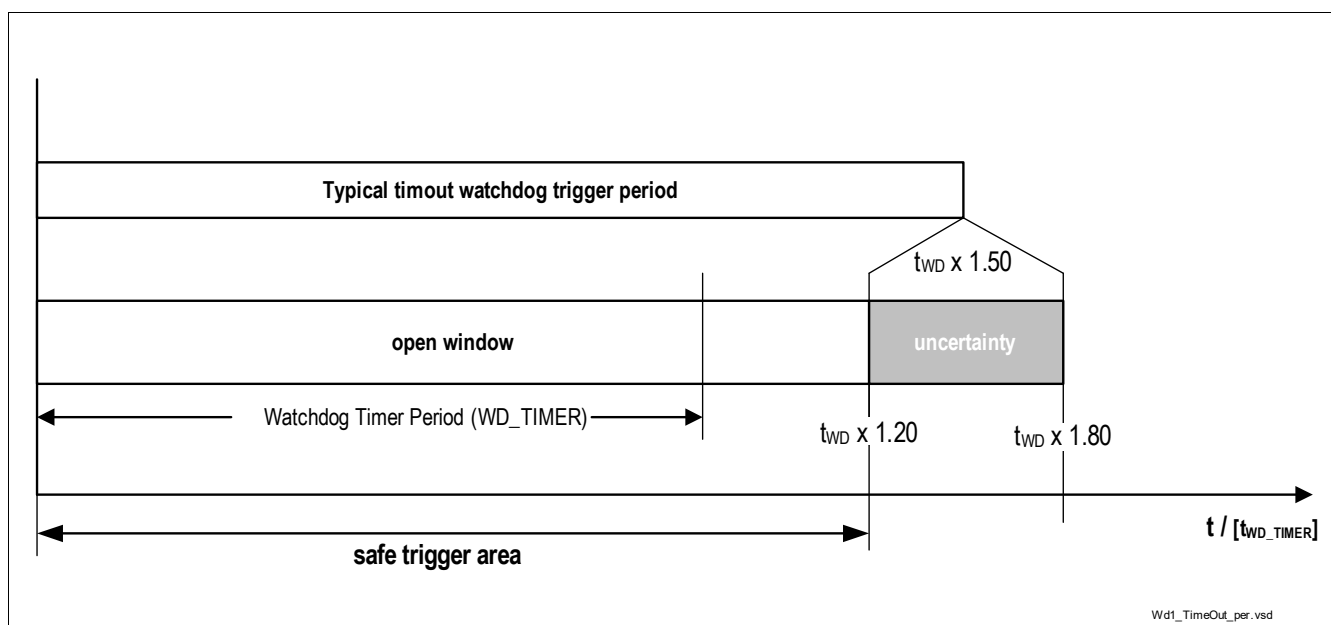 Typical timout watchdog trigger period
tWD x 1.50
open window
uncertainty
Watchdog Timer Period (WD_TIMER)
tWD x 1.20
tWD x 1.80
t / [tWD_TIMER]
safe trigger area
Wd1_TimeOut_per.vsd